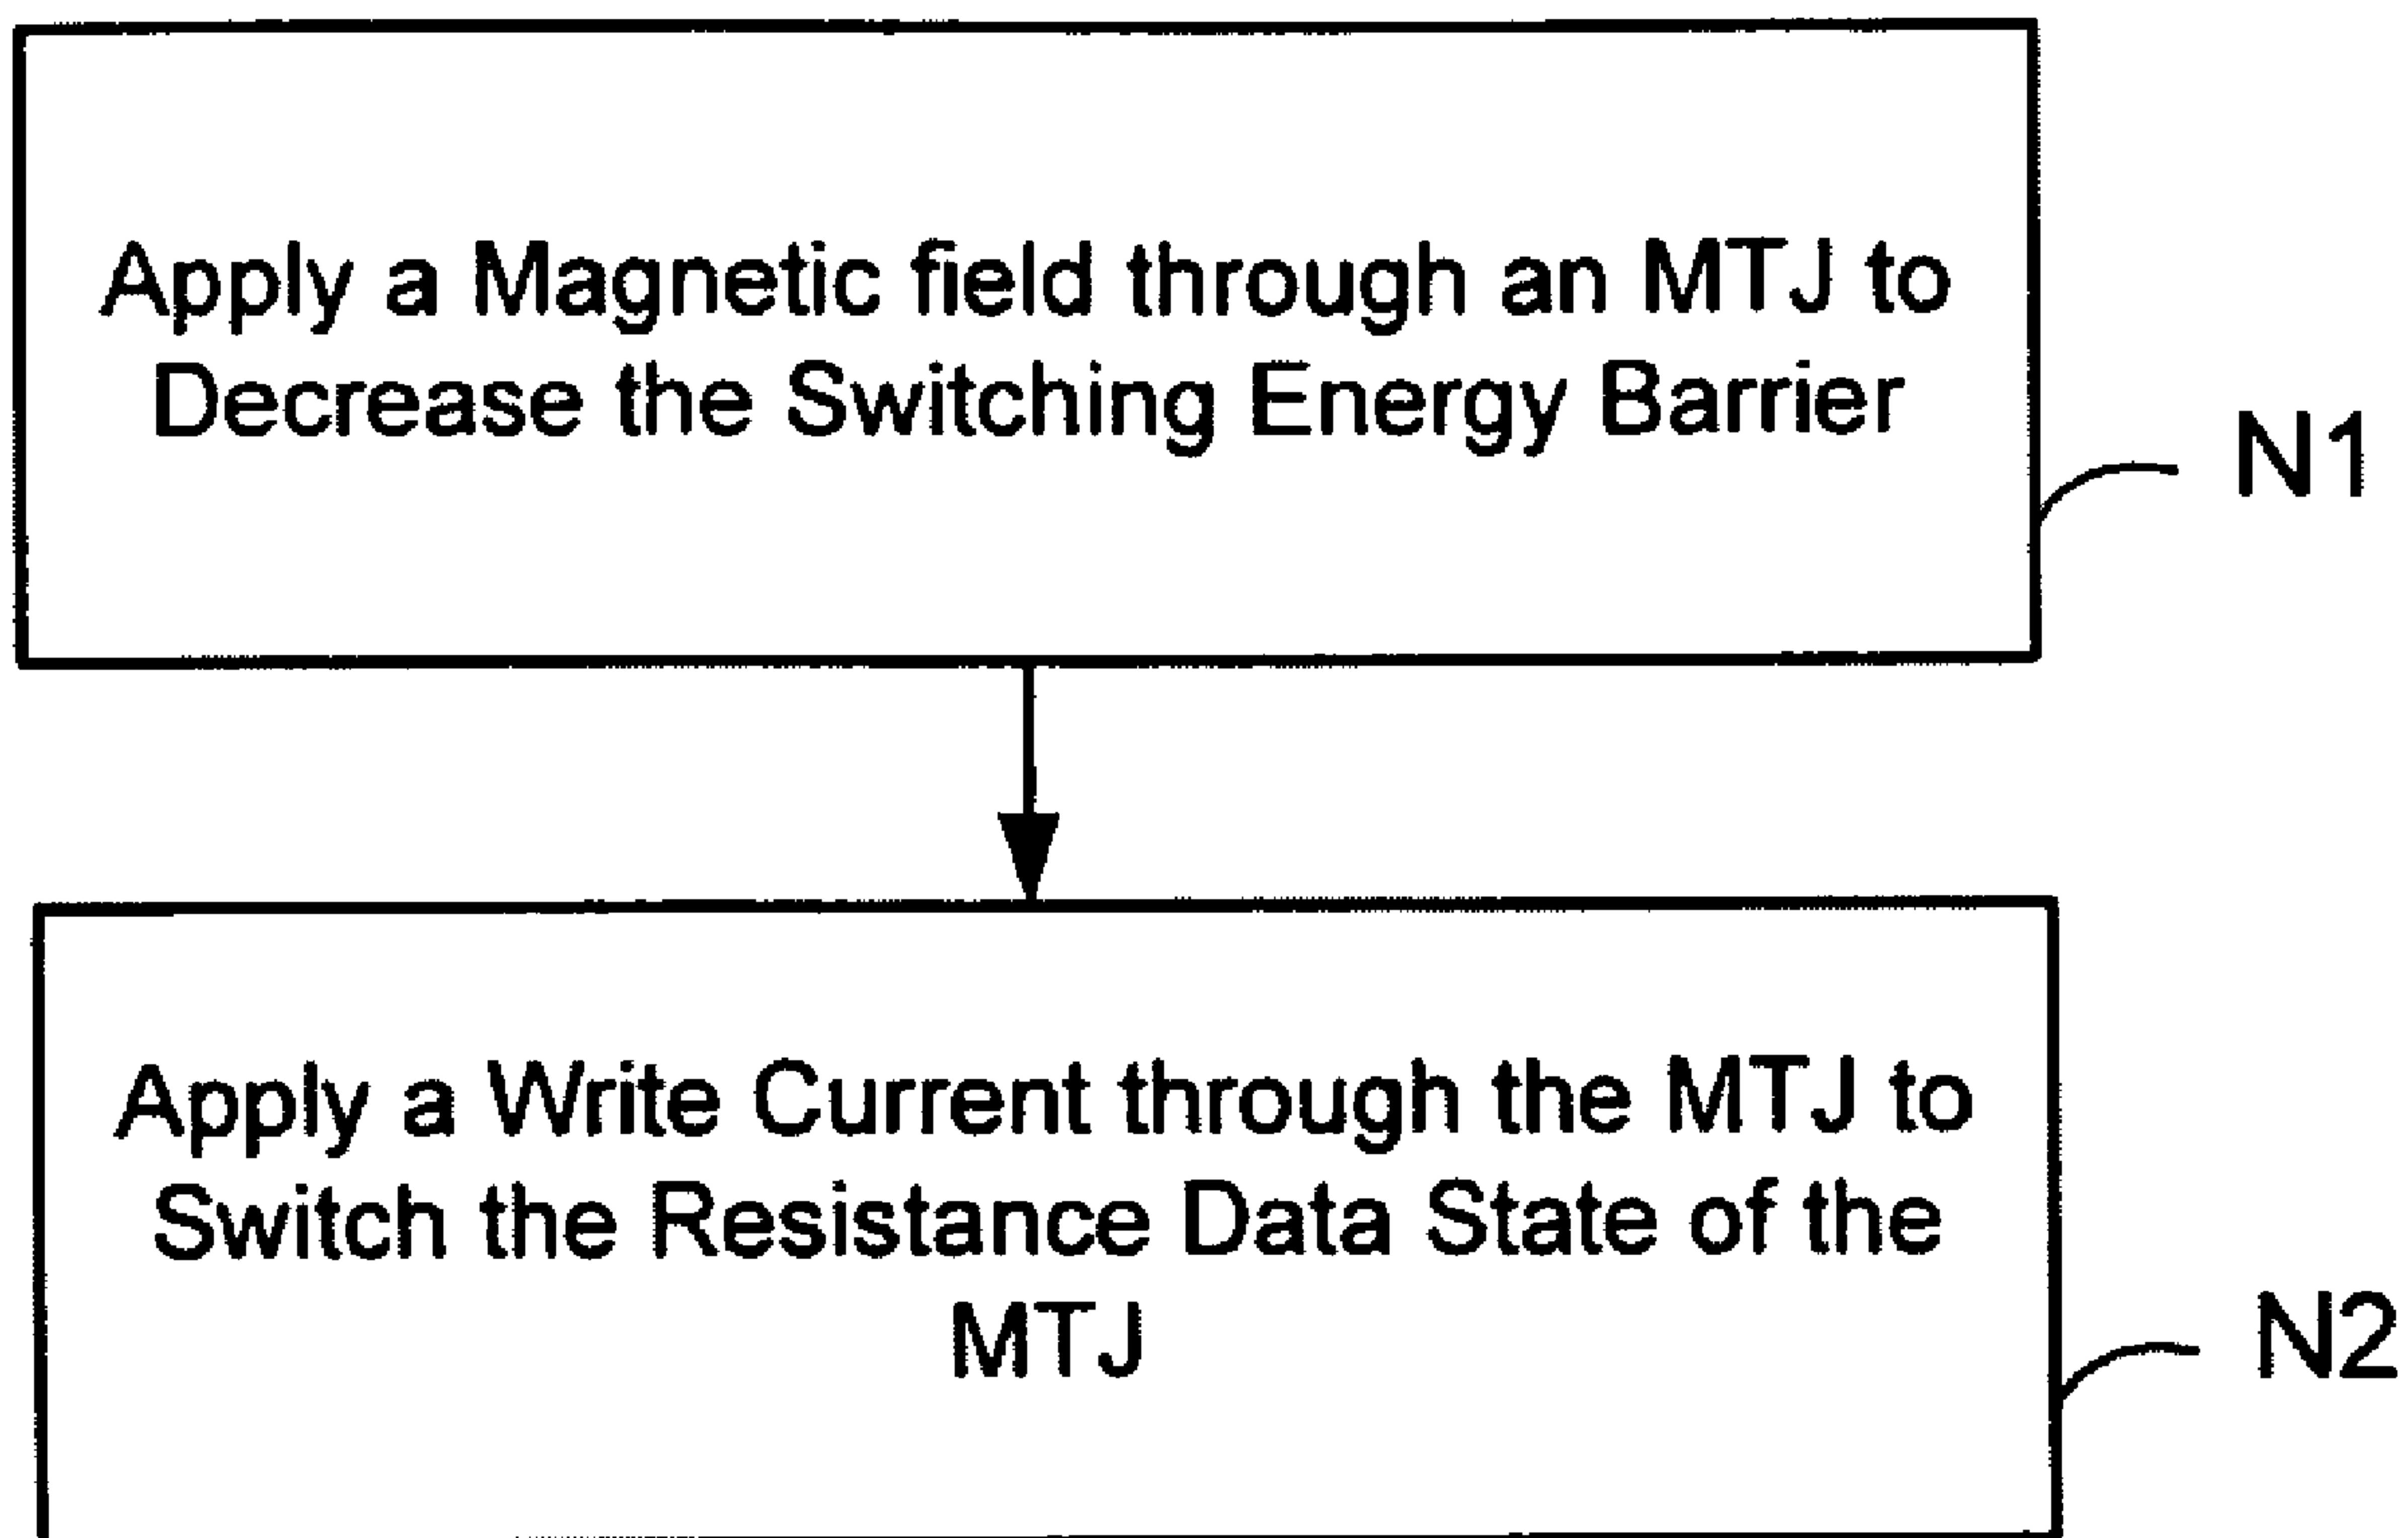 Apply a Magnetic field through an MTJ to
Decrease the Switching Energy Barrier
N1
Apply a Write Current through the MTJ to
Switch the Resistance Data State of the
MTJ
N2